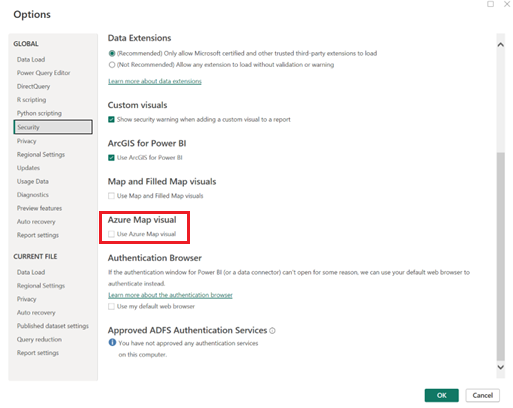 Options
GLOBAL
Data Load
Power Query Editor
DirectQuery
R scripting
Python scripting
Security
Privacy
Regional Settings
Updates
Usage Data
Diagnostics
Preview features
Auto recovery
Report settings
CURRENT FILE
Data Load
Regional Settings
Privacy
Auto recovery
Published dataset settings
Query reduction
Report settings
Data Extensions
(Recommended) Only allow Microsoft certified and other trusted third-party extensions to load
(Not Recommended) Allow any extension to load without validation or warning
Learn more about data extensions
Custom visuals
Show security warning when adding a custom visual to a report
ArcGIS for Power BI
Use ArcGIS for Power BI
Map and Filled Map visuals
Use Map and Filled Map visuals
Azure Map visual
Use Azure Map visual
Authentication Browser
If the authentication window for Power BI (or a data connector) can't open for some reason, we can use your default web browser to
authenticate instead.
Learn more about the authentication browser
Use my default web browser
Approved ADFS Authentication Services
You have not approved any authentication services
on this computer.
OK
Cancel